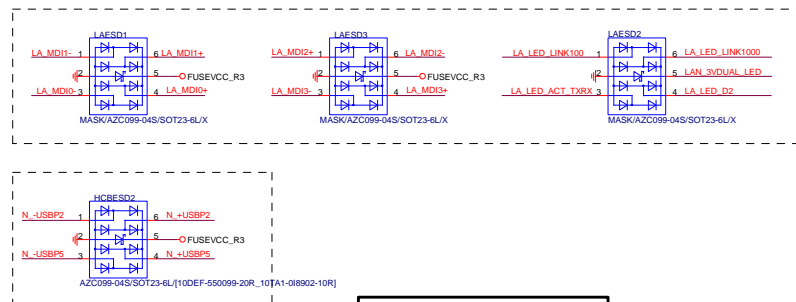 LAESD1 LAESD3 LAESD2
LA_MDI1- 1 6 LA_MDI1+ LA_MDI2+ 1 6 LA_MDI2- LA_LED_LINK100 1 6 LA_LED_LINK1000
2 5 FUSEVCC_R3 2 5 FUSEVCC_R3 2 5 LAN_3VDUAL_LED
LA_MDI0- 3 4 LA_MDI0+ LA_MDI3- 3 4 LA_MDI3+ LA_LED_ACT_TXRX 3 4 LA_LED_D2
MASK/AZC099-04S/SOT23-6L/X MASK/AZC099-04S/SOT23-6L/X MASK/AZC099-04S/SOT23-6L/X
HCBESD2
N_-USBP2 1 6 N_+USBP2
2 5 FUSEVCC_R3
N_-USBP5 3 4 N_+USBP5
AZC099-04S/SOT23-6L/[10DEF-550099-20R_10TA1-0I8902-10R]